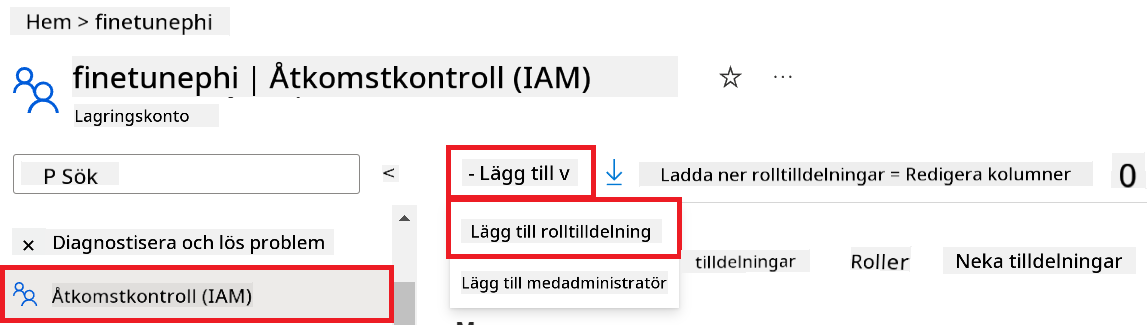 Hem > finetunephi
finetunephi | Åtkomstkontroll (IAM)
Lagringskonto
P Sök
<
- Lägg till v
Ladda ner rolltilldelningar = Redigera kolumner
0
Lägg till rolltilldelning
Diagnostisera och lös problem
tilldelningar
Roller
Neka tilldelningar
Lägg till medadministratör
Åtkomstkontroll (IAM)